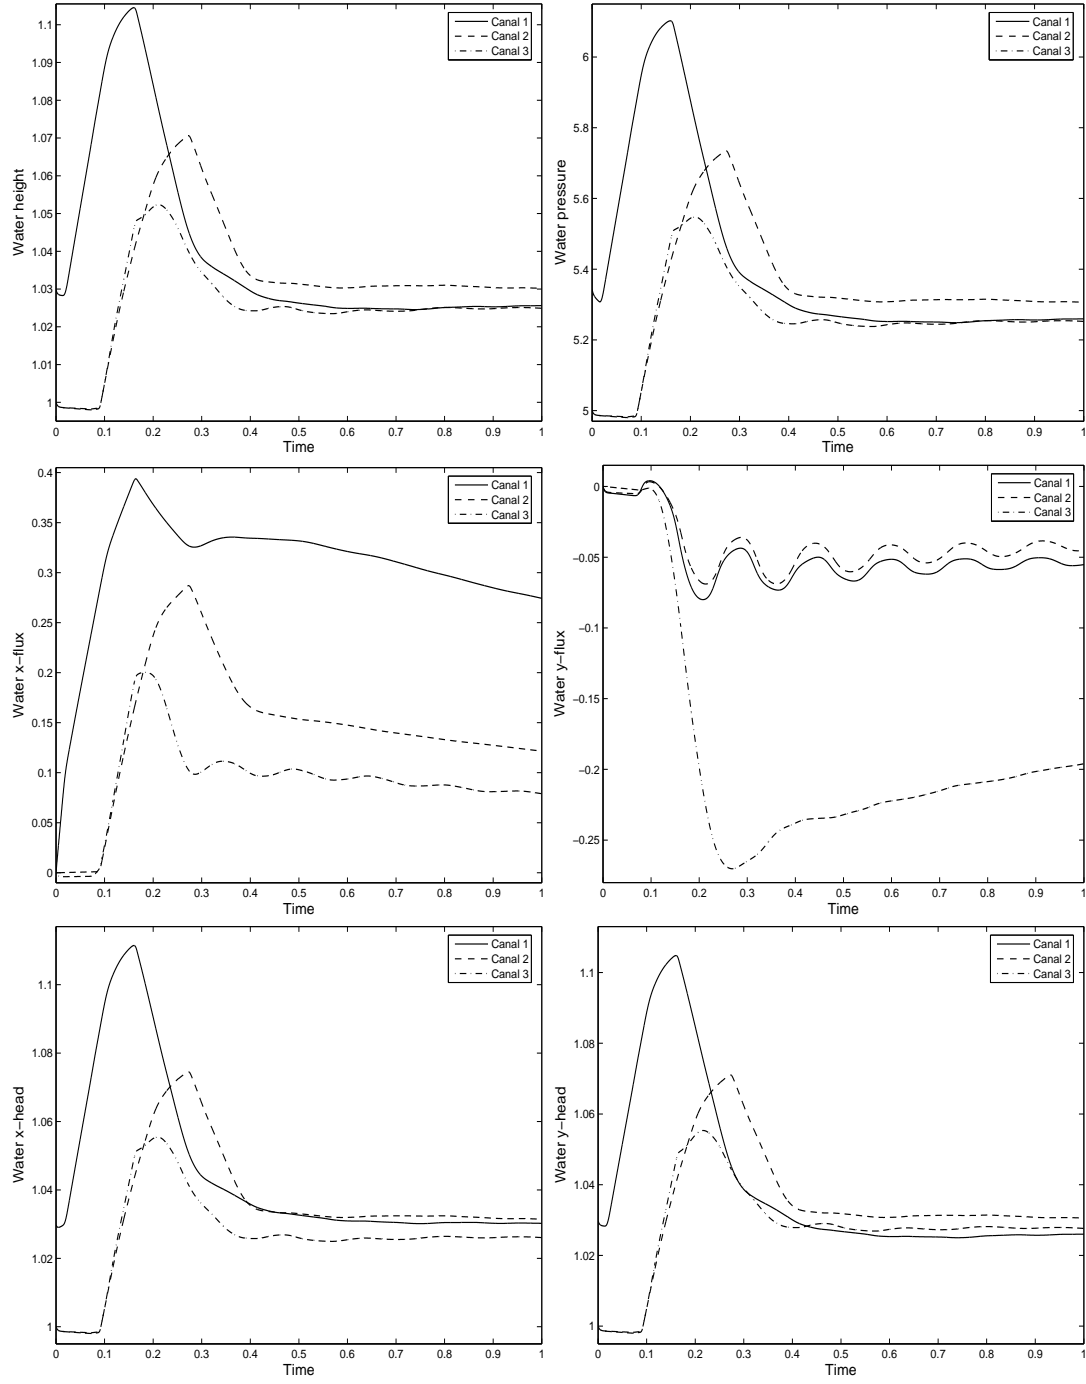 Canal 1
Canal 2
Canal 3
1.1
1.09
1.08
1.07
1.06
1.05
1.04
1.03
1.02
1.01
1
Water height
0 0.1 0.2 0.3 0.4 0.5 0.6 0.7 0.8 0.9 1
Time
Canal 1
Canal 2
Canal 3
6
5.8
5.6
5.4
5.2
5
Water pressure
0 0.1 0.2 0.3 0.4 0.5 0.6 0.7 0.8 0.9 1
Time
Canal 1
Canal 2
Canal 3
0.4
0.35
0.3
0.25
0.2
0.15
0.1
0.05
0
Water x−flux
0 0.1 0.2 0.3 0.4 0.5 0.6 0.7 0.8 0.9 1
Time
Canal 1
Canal 2
Canal 3
0
−0.05
−0.1
−0.15
−0.2
−0.25
Water y−flux
0 0.1 0.2 0.3 0.4 0.5 0.6 0.7 0.8 0.9 1
Time
Canal 1
Canal 2
Canal 3
1.1
1.08
1.06
1.04
1.02
1
Water x−head
0 0.1 0.2 0.3 0.4 0.5 0.6 0.7 0.8 0.9 1
Time
Canal 1
Canal 2
Canal 3
1.1
1.08
1.06
1.04
1.02
1
Water y−head
0 0.1 0.2 0.3 0.4 0.5 0.6 0.7 0.8 0.9 1
Time